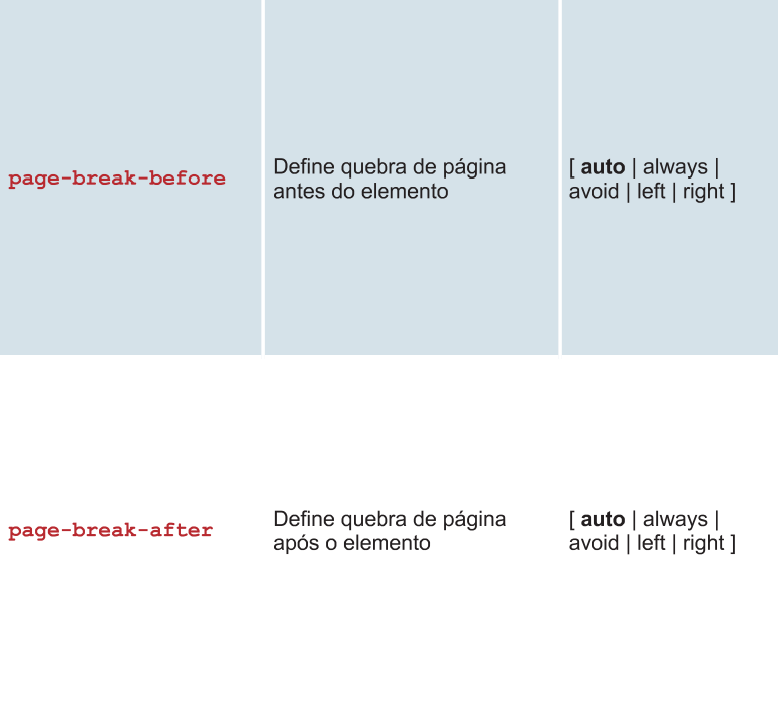 page-break-before
Define quebra de página
antes do elemento
[ auto | always |
avoid | left | right ]
page-break-after
Define quebra de página
após o elemento
[ auto | always |
avoid | left | right ]